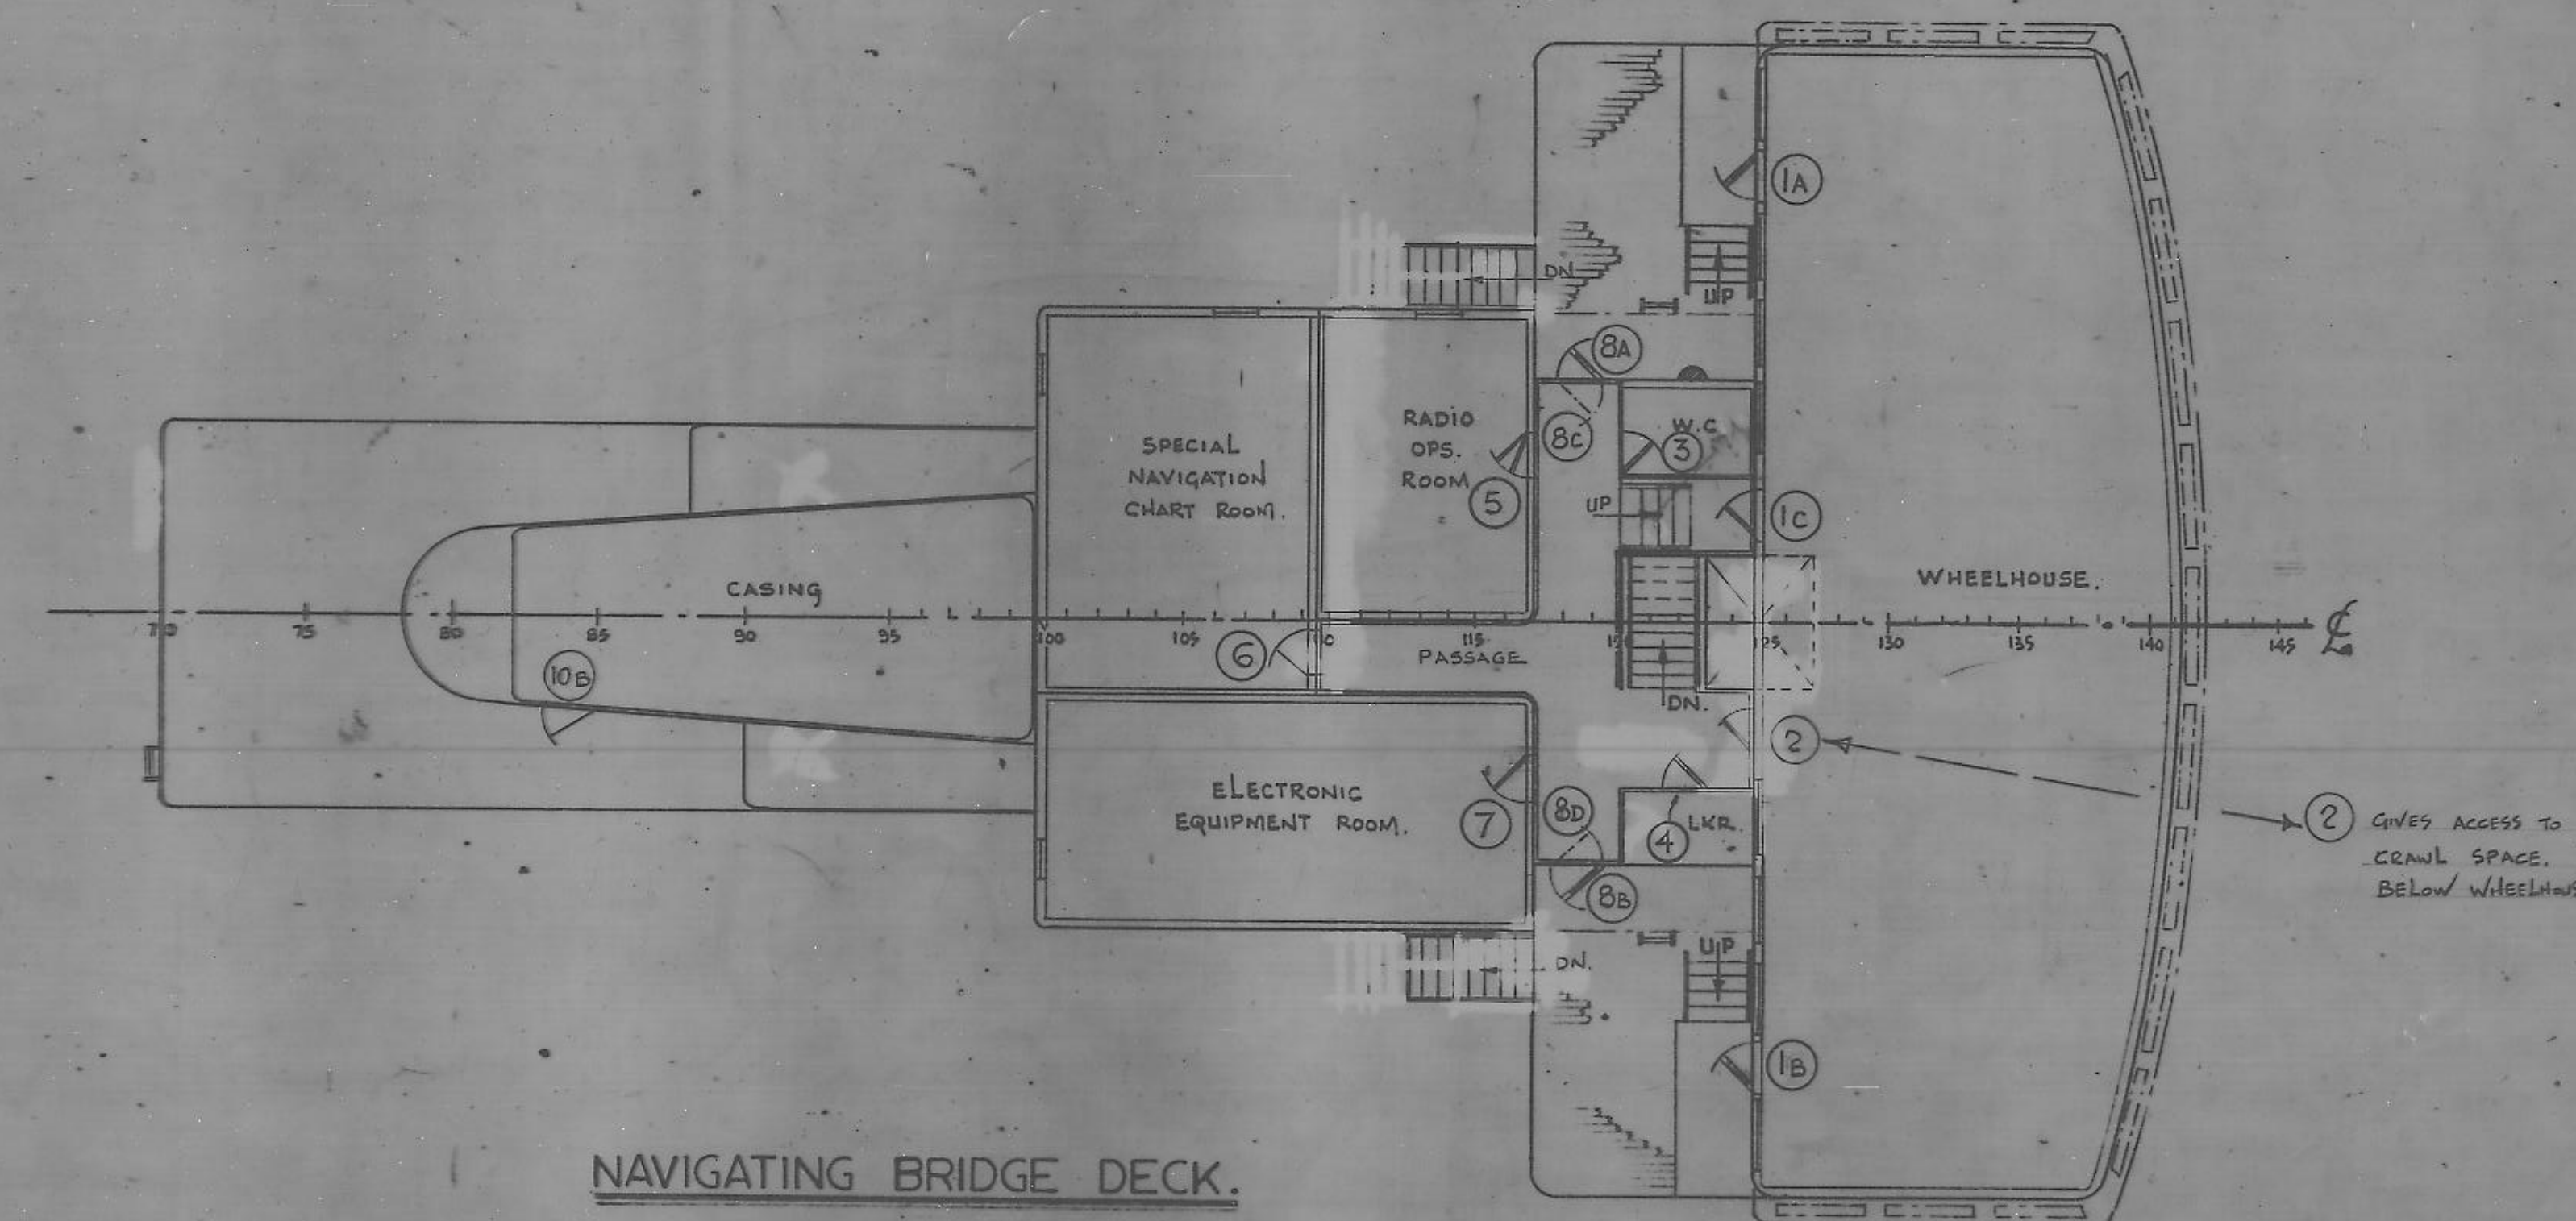 1A
DN
UP
8A
RADIO
OPS.
ROOM
5
8C
W.C
3
SPECIAL
NAVIGATION
CHART ROOM.
UP
1C
CASING
WHEELHOUSE.
75
80
85
90
95
100
105
115
130
135
140
145
℄
6
PASSAGE
10B
DN.
2
ELECTRONIC
EQUIPMENT ROOM.
7
8D
4
LKR.
2 GIVES ACCESS TO
CRAWL SPACE.
BELOW
8B
UP
DN.
1B
NAVIGATING BRIDGE DECK.